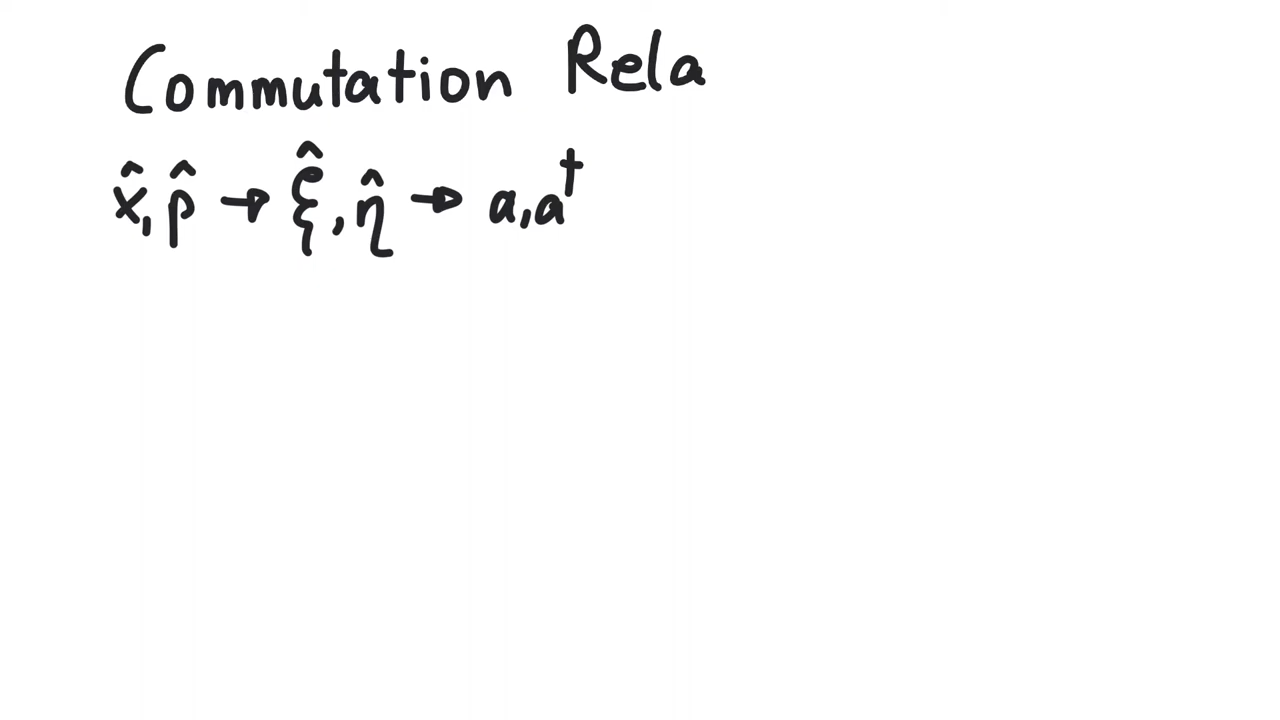 Commutation Rela
x̂, p̂ → ξ̂, η̂ → a, a†